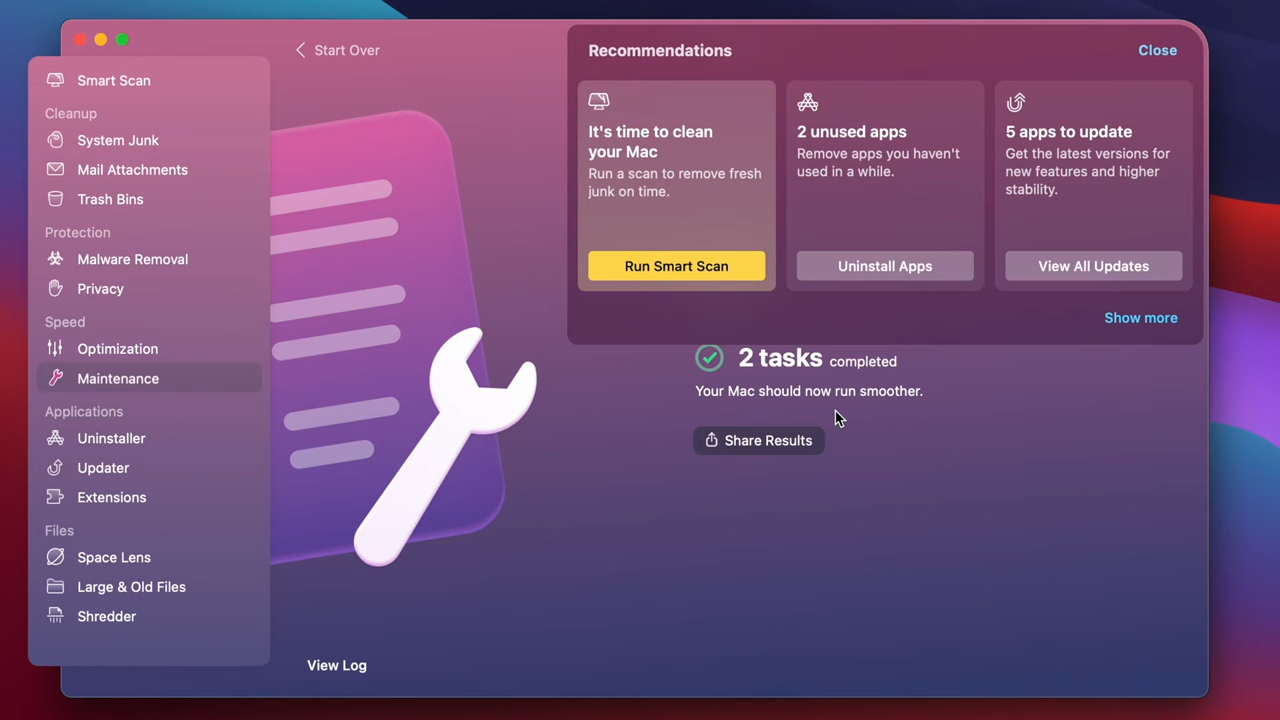 Smart Scan
Cleanup
System Junk
Mail Attachments
Trash Bins
Protection
Malware Removal
Privacy
Speed
Optimization
Maintenance
Applications
Uninstaller
Updater
Extensions
Files
Space Lens
Large & Old Files
Shredder
Start Over
Recommendations
Close
It's time to clean
your Mac
Run a scan to remove fresh
junk on time.
Run Smart Scan
2 unused apps
Remove apps you haven't
used in a while.
Uninstall Apps
5 apps to update
Get the latest versions for
new features and higher
stability.
View All Updates
Show more
2 tasks completed
Your Mac should now run smoother.
Share Results
View Log